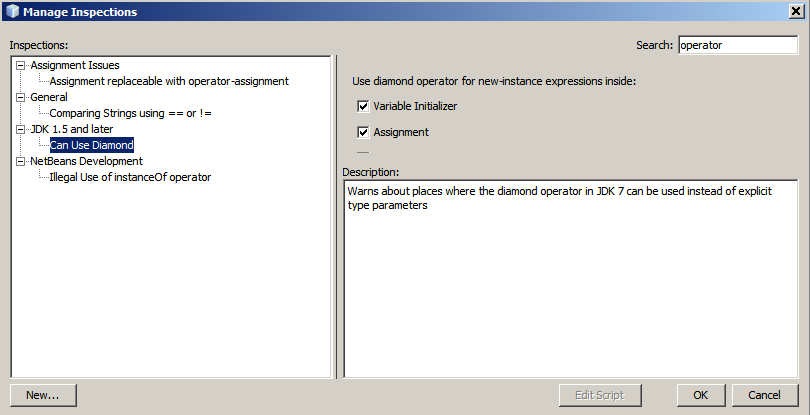 Manage Inspections
Inspections:
Search: operator
Assignment Issues
Assignment replaceable with operator-assignment
General
Comparing Strings using == or !=
JDK 1.5 and later
Can Use Diamond
NetBeans Development
Illegal Use of instanceOf operator
Use diamond operator for new-instance expressions inside:
Variable Initializer
Assignment
Description:
Warns about places where the diamond operator in JDK 7 can be used instead of explicit
type parameters
New...
Edit Script
OK
Cancel